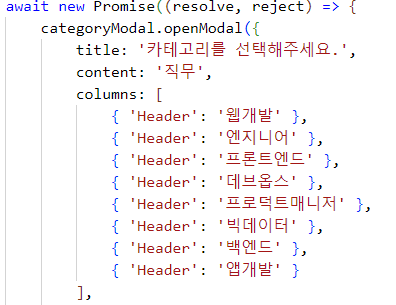 await new Promise((resolve, reject) => {
categoryModal.openModal({
title: '카테고리를 선택해주세요.',
content: '직무',
columns: [
{ 'Header': '웹개발' },
{ 'Header': '엔지니어' },
{ 'Header': '프론트엔드' },
{ 'Header': '데브옵스' },
{ 'Header': '프로덕트매니저' },
{ 'Header': '빅데이터' },
{ 'Header': '백엔드' },
{ 'Header': '앱개발' }
],